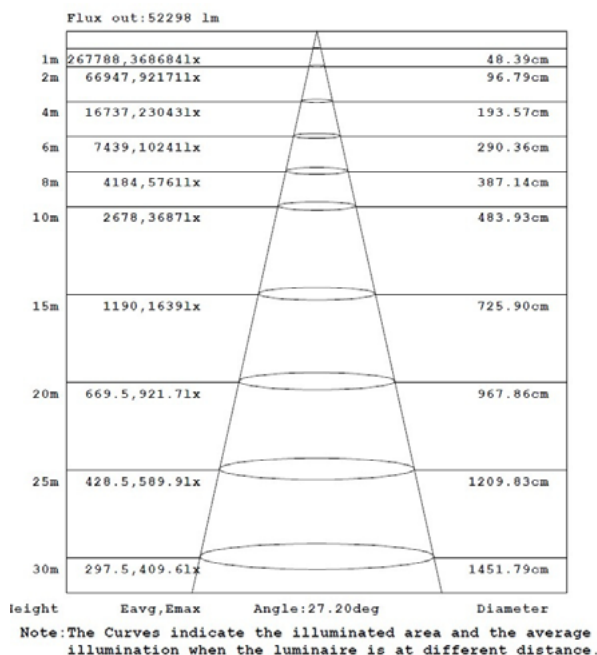 Flux out:52298 lm
1m 267788,368684lx 48.39cm
2m 66947,92171lx 96.79cm
4m 16737,23043lx 193.57cm
6m 7439,10241lx 290.36cm
8m 4184,5761lx 387.14cm
10m 2678,3687lx 483.93cm
15m 1190,1639lx 725.90cm
20m 669.5,921.7lx 967.86cm
25m 428.5,589.9lx 1209.83cm
30m 297.5,409.6lx 1451.79cm
leight Eavg,Emax Angle:27.20deg Diameter
Note:The Curves indicate the illuminated area and the average
illumination when the luminaire is at different distance.